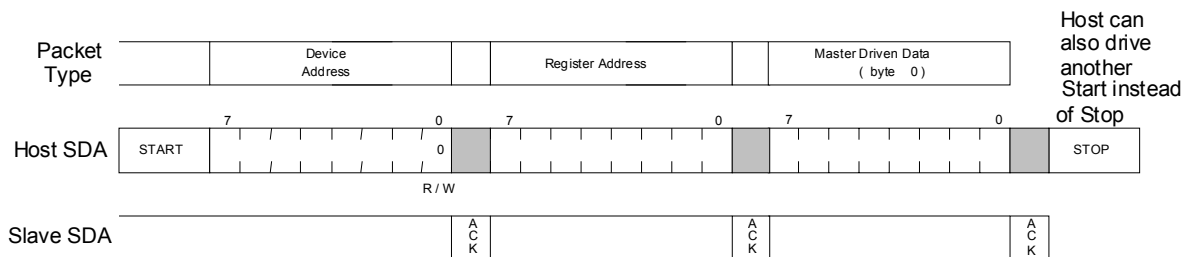 Packet
Type
Device
Address
Register Address
Master Driven Data
( byte 0 )
Host can
also drive
another
Start instead
of Stop
7 0 7 0 7 0
Host SDA
START
0
STOP
R / W
Slave SDA
A
C
K
A
C
K
A
C
K